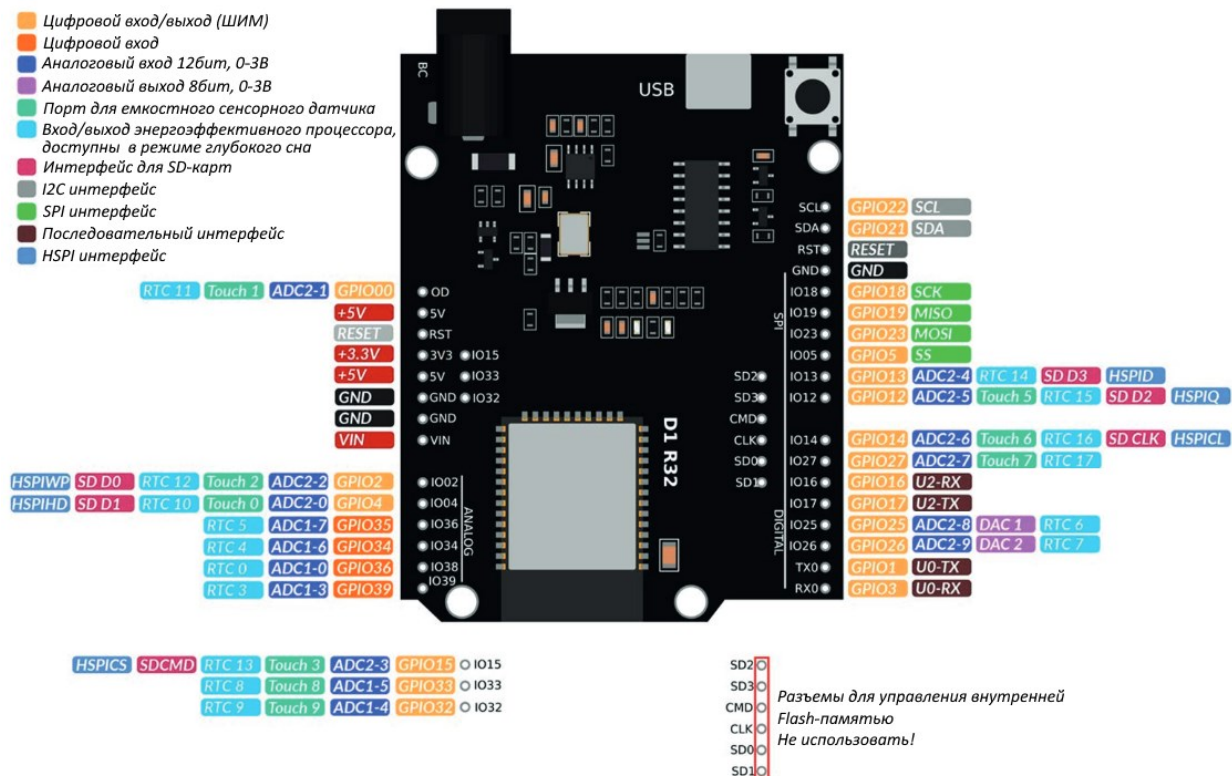 Цифровой вход/выход (ШИМ)
Цифровой вход
Аналоговый вход 12бит, 0-3В
Аналоговый выход 8бит, 0-3В
Порт для емкостного сенсорного датчика
Вход/выход энергоэффективного процессора,
доступны в режиме глубокого сна
Интерфейс для SD-карт
I2C интерфейс
SPI интерфейс
Последовательный интерфейс
HSPI интерфейс
BC
USB
SCL GPIO22 SCL
SDA GPIO21 SDA
RST RESET
GND GND
RTC 11 Touch 1 ADC2-1 GPIO00 OD
+5V 5V
RESET RST
+3.3V 3V3 IO15
+5V 5V IO33
GND GND IO32
GND GND
VIN VIN
SPI
IO18 GPIO18 SCK
IO19 GPIO19 MISO
IO23 GPIO23 MOSI
IO05 GPIO5 SS
SD2 IO13 GPIO13 ADC2-4 RTC 14 SD D3 HSPID
SD3 IO12 GPIO12 ADC2-5 Touch 5 RTC 15 SD D2 HSPIQ
CMD
CLK IO14 GPIO14 ADC2-6 Touch 6 RTC 16 SD CLK HSPICL
SD0 IO27 GPIO27 ADC2-7 Touch 7 RTC 17
SD1 IO16 GPIO16 U2-RX
IO17 GPIO17 U2-TX
IO25 GPIO25 ADC2-8 DAC 1 RTC 6
IO26 GPIO26 ADC2-9 DAC 2 RTC 7
TX0 GPIO1 U0-TX
RX0 GPIO3 U0-RX
DIGITAL
D1 R32
HSPIWP SD D0 RTC 12 Touch 2 ADC2-2 GPIO2 IO02
HSPIHD SD D1 RTC 10 Touch 0 ADC2-0 GPIO4 IO04
RTC 5 ADC1-7 GPIO35 IO36
RTC 4 ADC1-6 GPIO34 IO34
RTC 0 ADC1-0 GPIO36 IO38
RTC 3 ADC1-3 GPIO39 IO39
ANALOG
HSPICS SDCMD RTC 13 Touch 3 ADC2-3 GPIO15 IO15
RTC 8 Touch 8 ADC1-5 GPIO33 IO33
RTC 9 Touch 9 ADC1-4 GPIO32 IO32
SD2
SD3
CMD
CLK
SD0
SD1
Разъемы для управления внутренней
Flash-памятью
Не использовать!